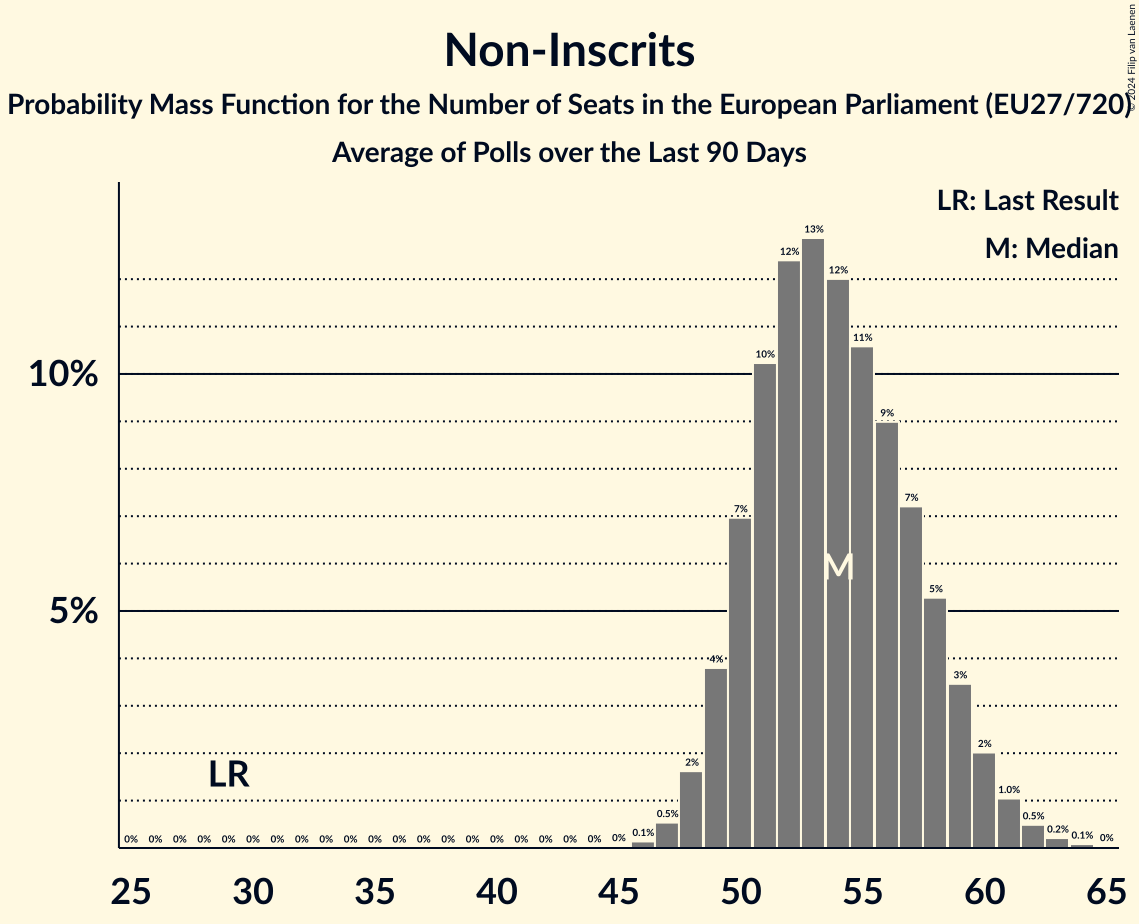 © 2024 Filip van Laenen
Non-Inscrits
Probability Mass Function for the Number of Seats in the European Parliament (EU27/720)
Average of Polls over the Last 90 Days
LR: Last Result
M: Median
13%
12%
12%
11%
10%
10%
9%
7%
7%
M
5%
5%
4%
3%
LR
2%
2%
1.0%
0.5%
0.5%
0% 0% 0% 0% 0% 0% 0% 0% 0% 0% 0% 0% 0% 0% 0% 0% 0% 0% 0% 0% 0% 0.1% 0.2% 0.1% 0%
25 30 35 40 45 50 55 60 65